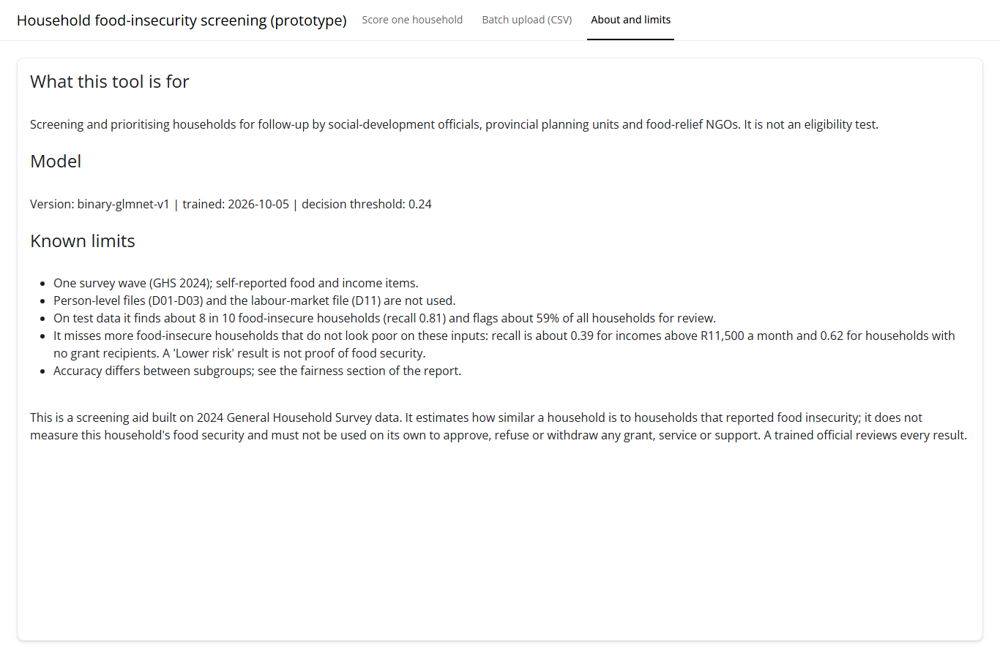 Household food-insecurity screening (prototype) Score one household Batch upload (CSV) About and limits
What this tool is for
Screening and prioritising households for follow-up by social-development officials, provincial planning units and food-relief NGOs. It is not an eligibility test.
Model
Version: binary-glmnet-v1 | trained: 2026-10-05 | decision threshold: 0.24
Known limits
• One survey wave (GHS 2024); self-reported food and income items.
• Person-level files (D01-D03) and the labour-market file (D11) are not used.
• On test data it finds about 8 in 10 food-insecure households (recall 0.81) and flags about 59% of all households for review.
• It misses more food-insecure households that do not look poor on these inputs: recall is about 0.39 for incomes above R11,500 a month and 0.62 for households with
no grant recipients. A 'Lower risk' result is not proof of food security.
• Accuracy differs between subgroups; see the fairness section of the report.
This is a screening aid built on 2024 General Household Survey data. It estimates how similar a household is to households that reported food insecurity; it does not
measure this household's food security and must not be used on its own to approve, refuse or withdraw any grant, service or support. A trained official reviews every result.